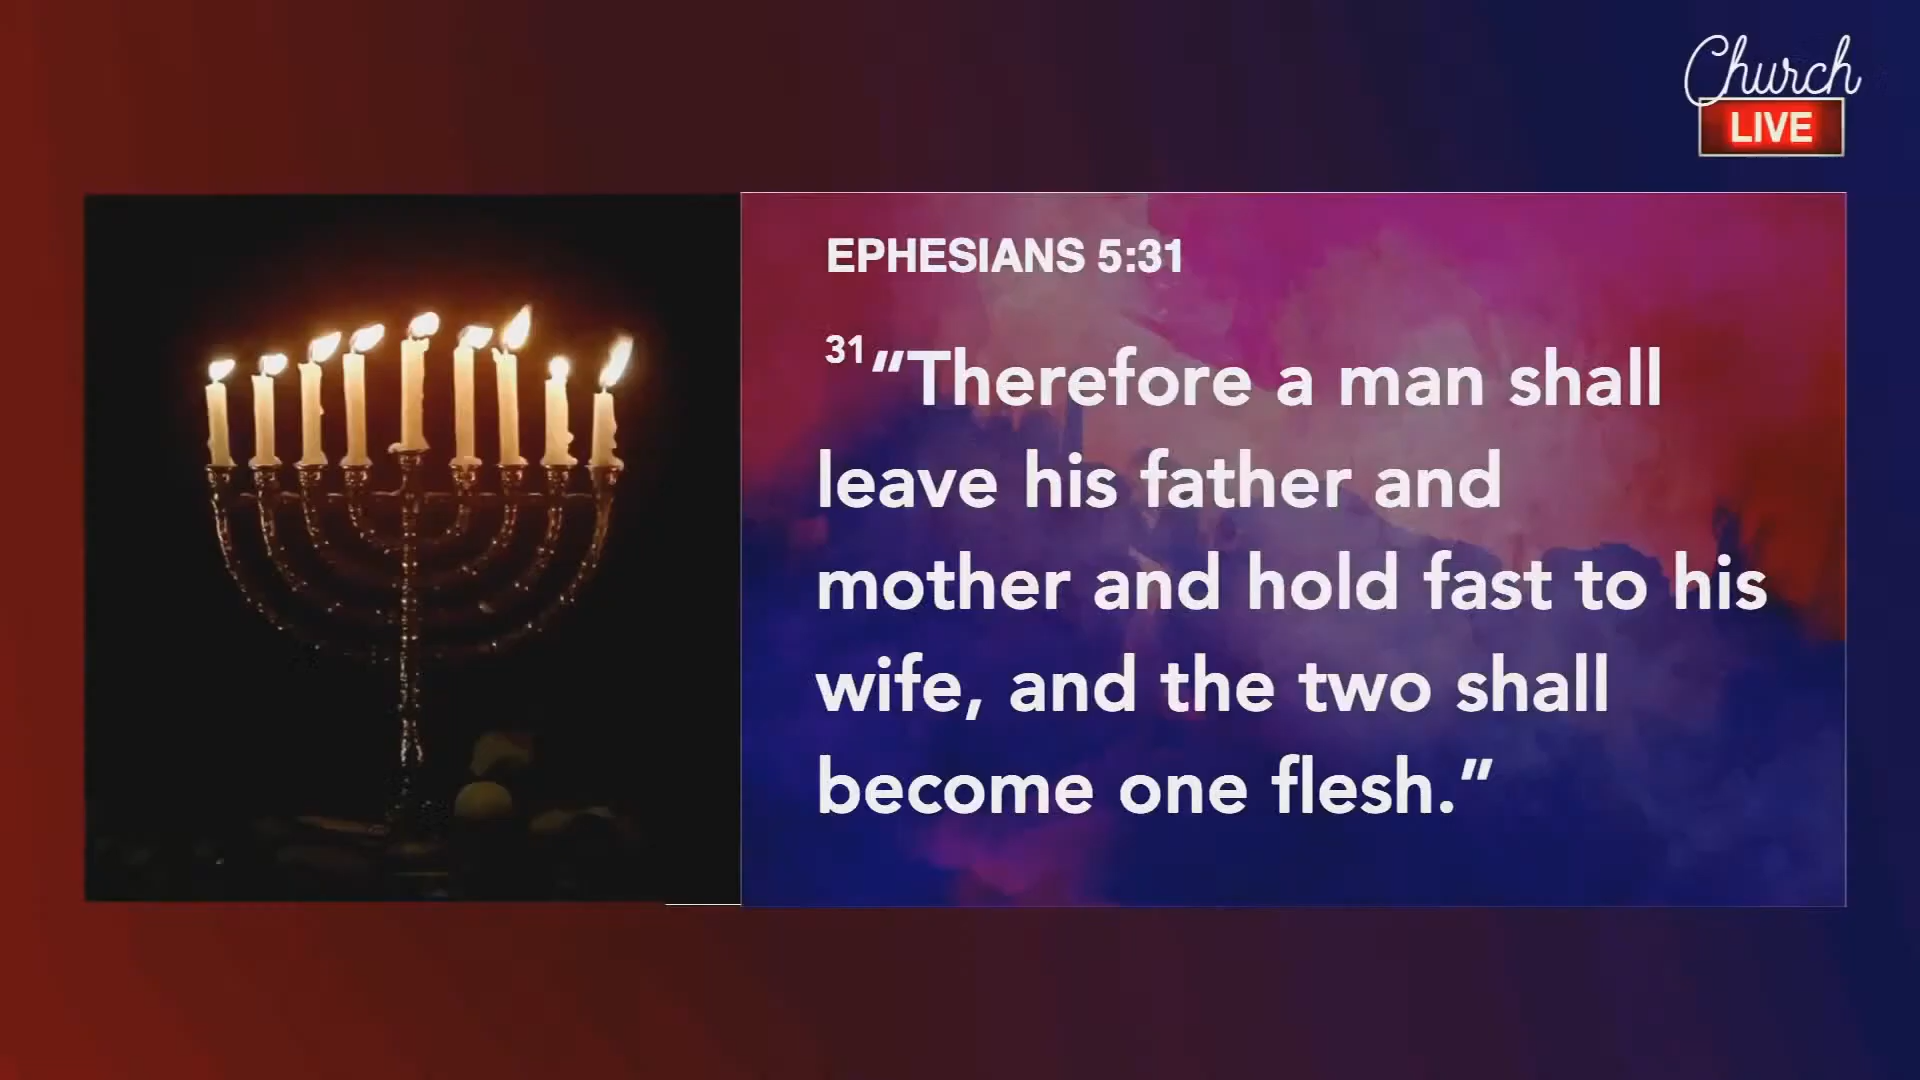 Church
LIVE
EPHESIANS 5:31
31“Therefore a man shall
leave his father and
mother and hold fast to his
wife, and the two shall
become one flesh.”